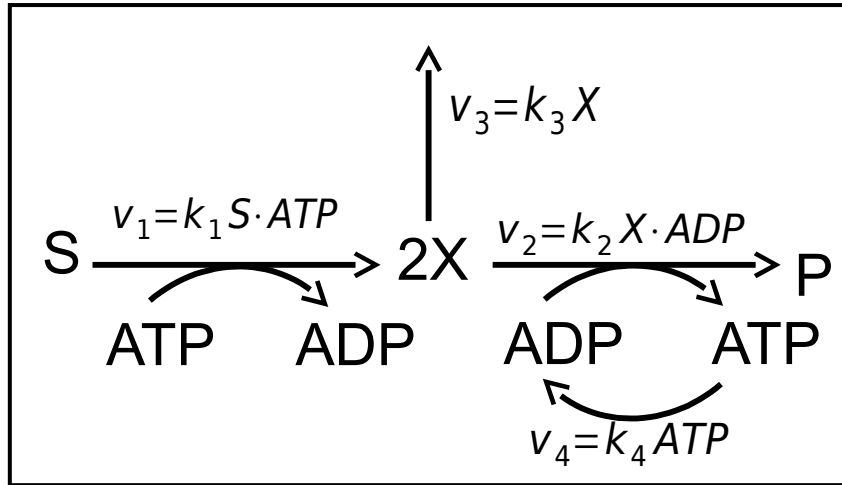 v₃=k₃X
v₁=k₁S·ATP
v₂=k₂X·ADP
S 2X P
ATP ADP ADP ATP
v₄=k₄ATP